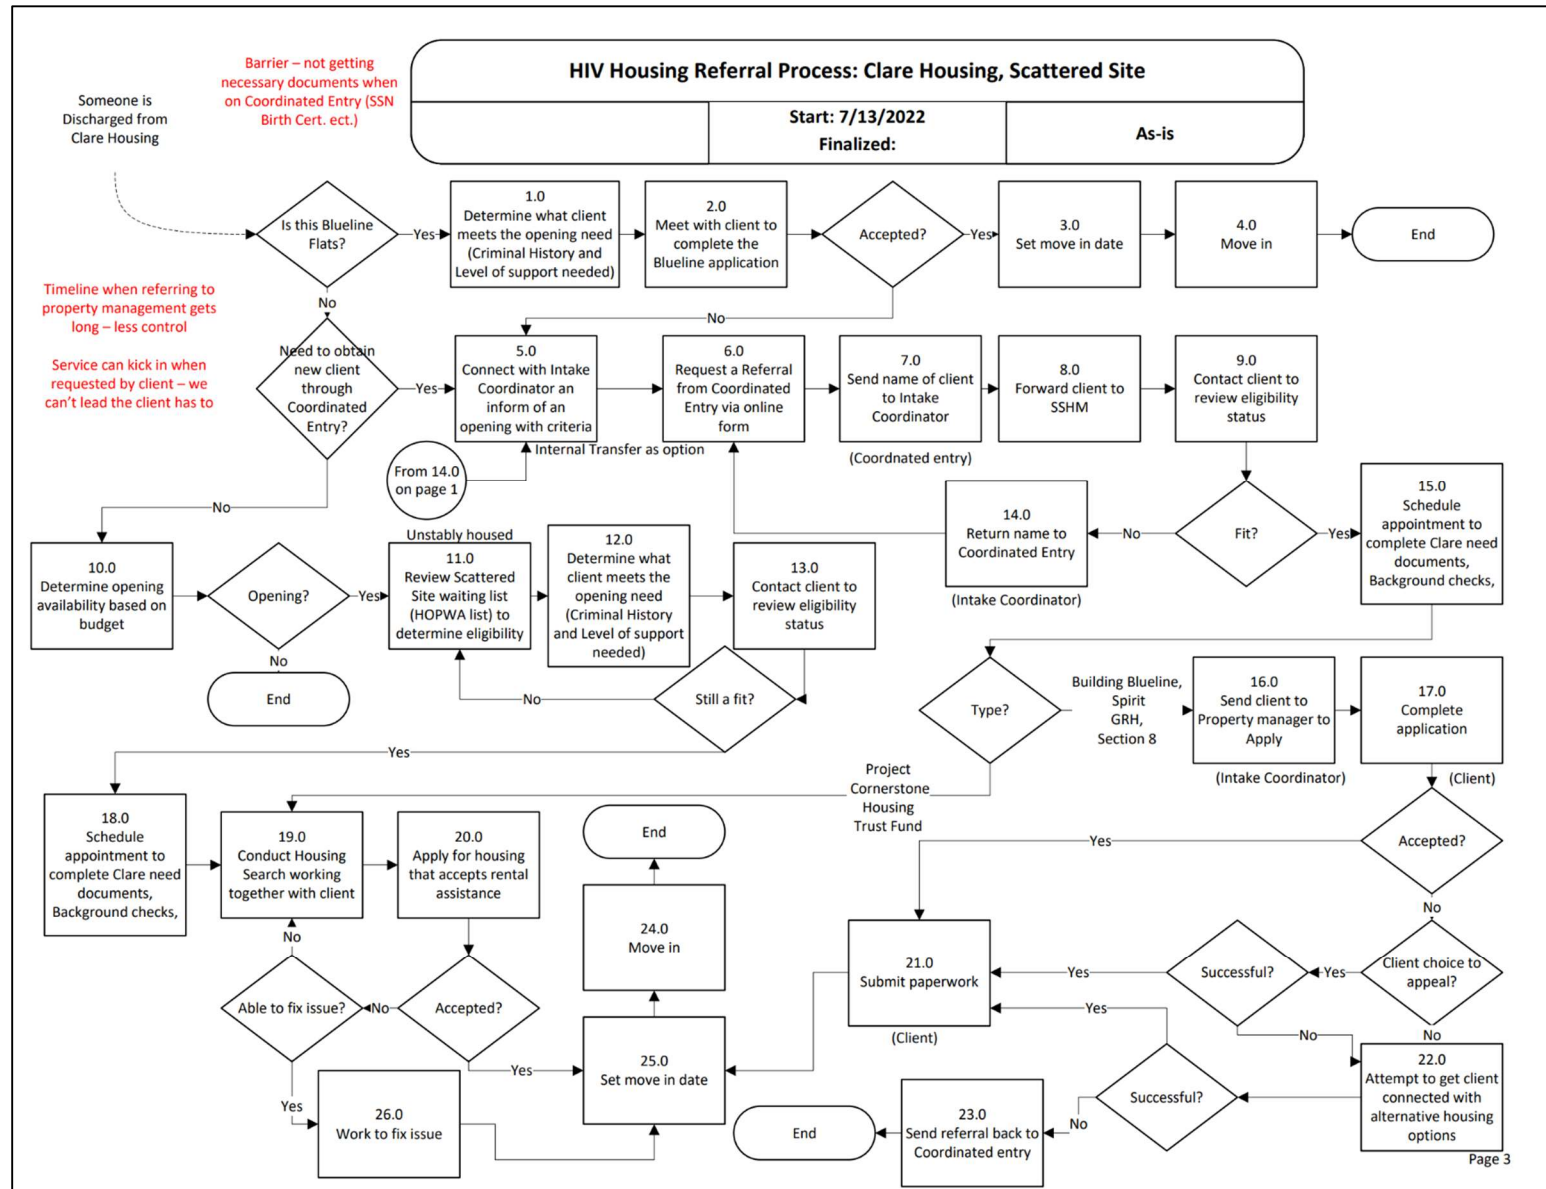 Barrier – not getting
necessary documents when
on Coordinated Entry (SSN
Birth Cert. ect.)
HIV Housing Referral Process: Clare Housing, Scattered Site
Start: 7/13/2022
Finalized:
As-is
Someone is
Discharged from
Clare Housing
Is this Blueline
Flats?
Yes
1.0
Determine what client
meets the opening need
(Criminal History and
Level of support needed)
2.0
Meet with client to
complete the
Blueline application
Accepted?
Yes
3.0
Set move in date
4.0
Move in
End
No
No
Timeline when referring to
property management gets
long – less control
Service can kick in when
requested by client – we
can’t lead the client has to
Need to obtain
new client
through
Coordinated
Entry?
Yes
5.0
Connect with Intake
Coordinator an
inform of an
opening with criteria
6.0
Request a Referral
from Coordinated
Entry via online
form
7.0
Send name of client
to Intake
Coordinator
(Coordnated entry)
8.0
Forward client to
SSHM
9.0
Contact client to
review eligibility
status
Internal Transfer as option
From 14.0
on page 1
No
10.0
Determine opening
availability based on
budget
Opening?
Yes
No
End
Unstably housed
11.0
Review Scattered
Site waiting list
(HOPWA list) to
determine eligibility
12.0
Determine what
client meets the
opening need
(Criminal History
and Level of support
needed)
13.0
Contact client to
review eligibility
status
14.0
Return name to
Coordinated Entry
(Intake Coordinator)
No
Fit?
Yes
15.0
Schedule
appointment to
complete Clare need
documents,
Background checks,
Still a fit?
No
Yes
Type?
Building Blueline,
Spirit
GRH,
Section 8
16.0
Send client to
Property manager to
Apply
(Intake Coordinator)
17.0
Complete
application
(Client)
Project
Cornerstone
Housing
Trust Fund
18.0
Schedule
appointment to
complete Clare need
documents,
Background checks,
19.0
Conduct Housing
Search working
together with client
20.0
Apply for housing
that accepts rental
assistance
End
24.0
Move in
Accepted?
Yes
No
Client choice to
appeal?
Yes
No
Successful?
Yes
No
21.0
Submit paperwork
(Client)
No
Able to fix issue?
No
Accepted?
Yes
25.0
Set move in date
Yes
26.0
Work to fix issue
Yes
22.0
Attempt to get client
connected with
alternative housing
options
Successful?
No
23.0
Send referral back to
Coordinated entry
End
Page 3